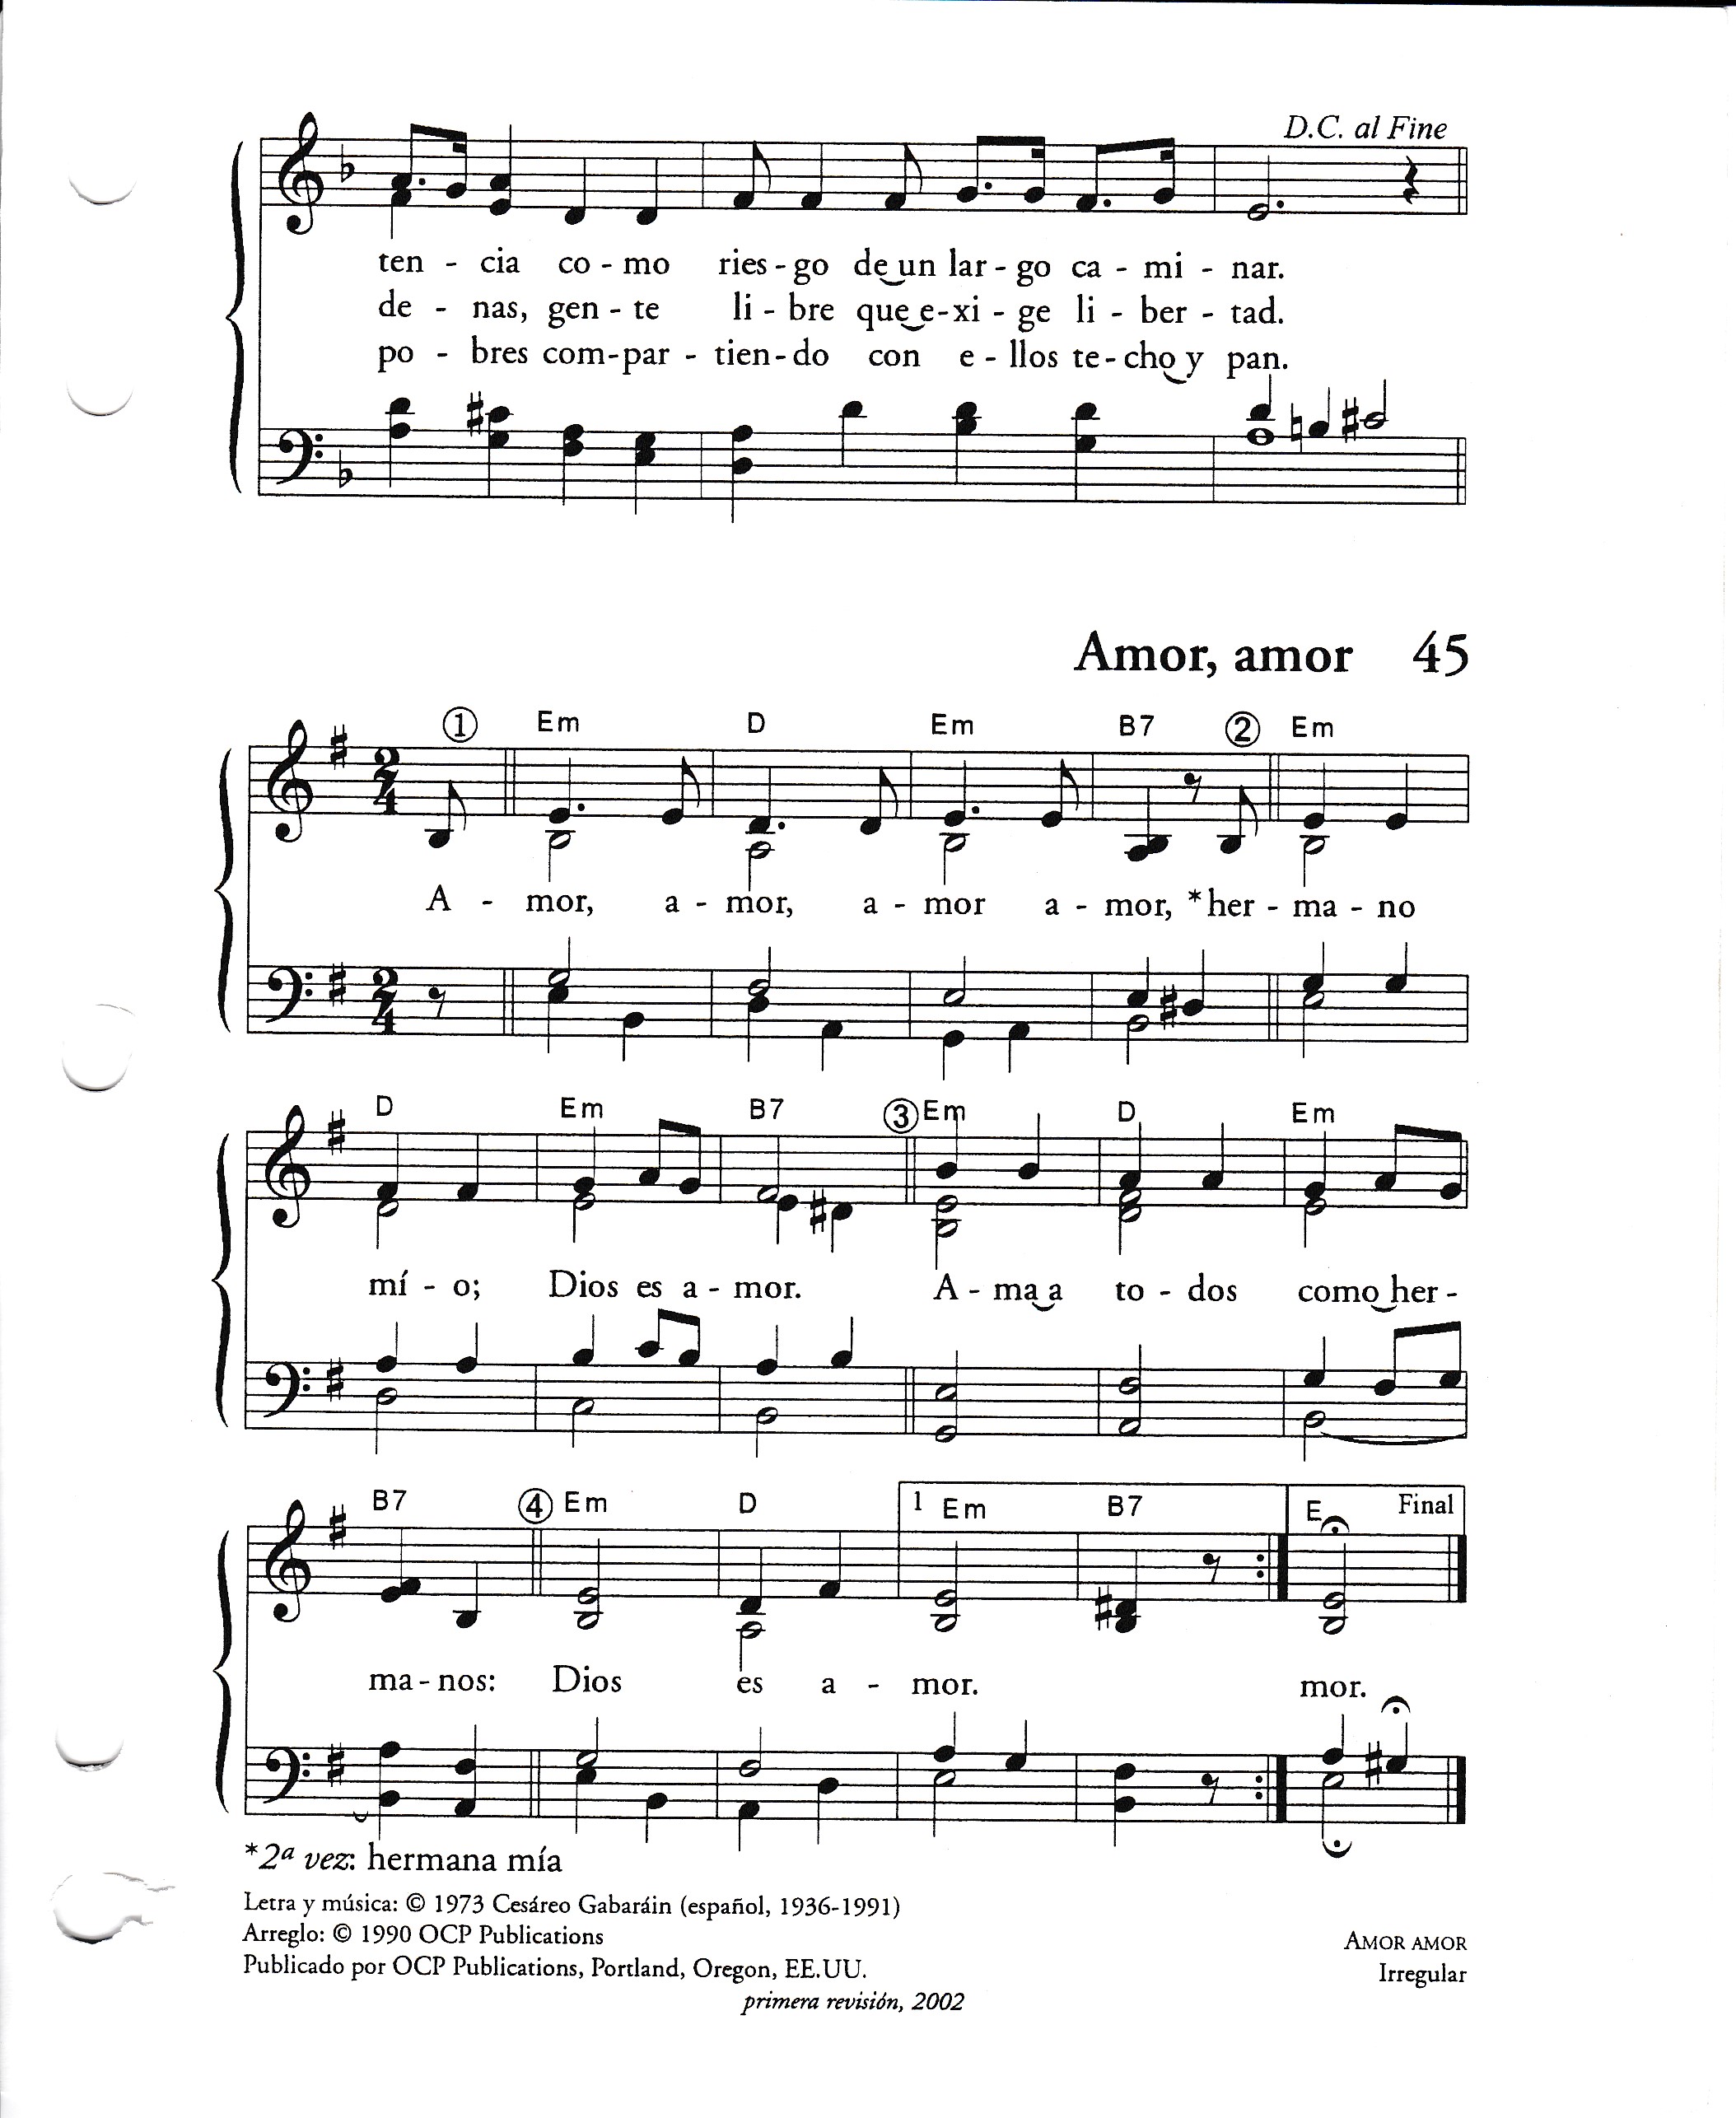 D.C. al Fine
ten - cia co - mo ries - go de un lar - go ca - mi - nar.
de - nas, gen - te li - bre que e - xi - ge li - ber - tad.
po - bres com - par - tien - do con e - llos te - cho y pan.
Amor, amor 45
① Em D Em B7 ② Em
2/4
A - mor, a - mor, a - mor a - mor, *her - ma - no
2/4
D Em B7 ③ Em D Em
mí - o; Dios es a - mor. A - ma a to - dos como her -
B7 ④ Em D 1 Em B7 E Final
ma - nos: Dios es a - mor. mor.
*2ª vez: hermana mía
Letra y música: © 1973 Cesáreo Gabaráin (español, 1936-1991)
Arreglo: © 1990 OCP Publications
Publicado por OCP Publications, Portland, Oregon, EE.UU.
primera revisión, 2002
AMOR AMOR
Irregular